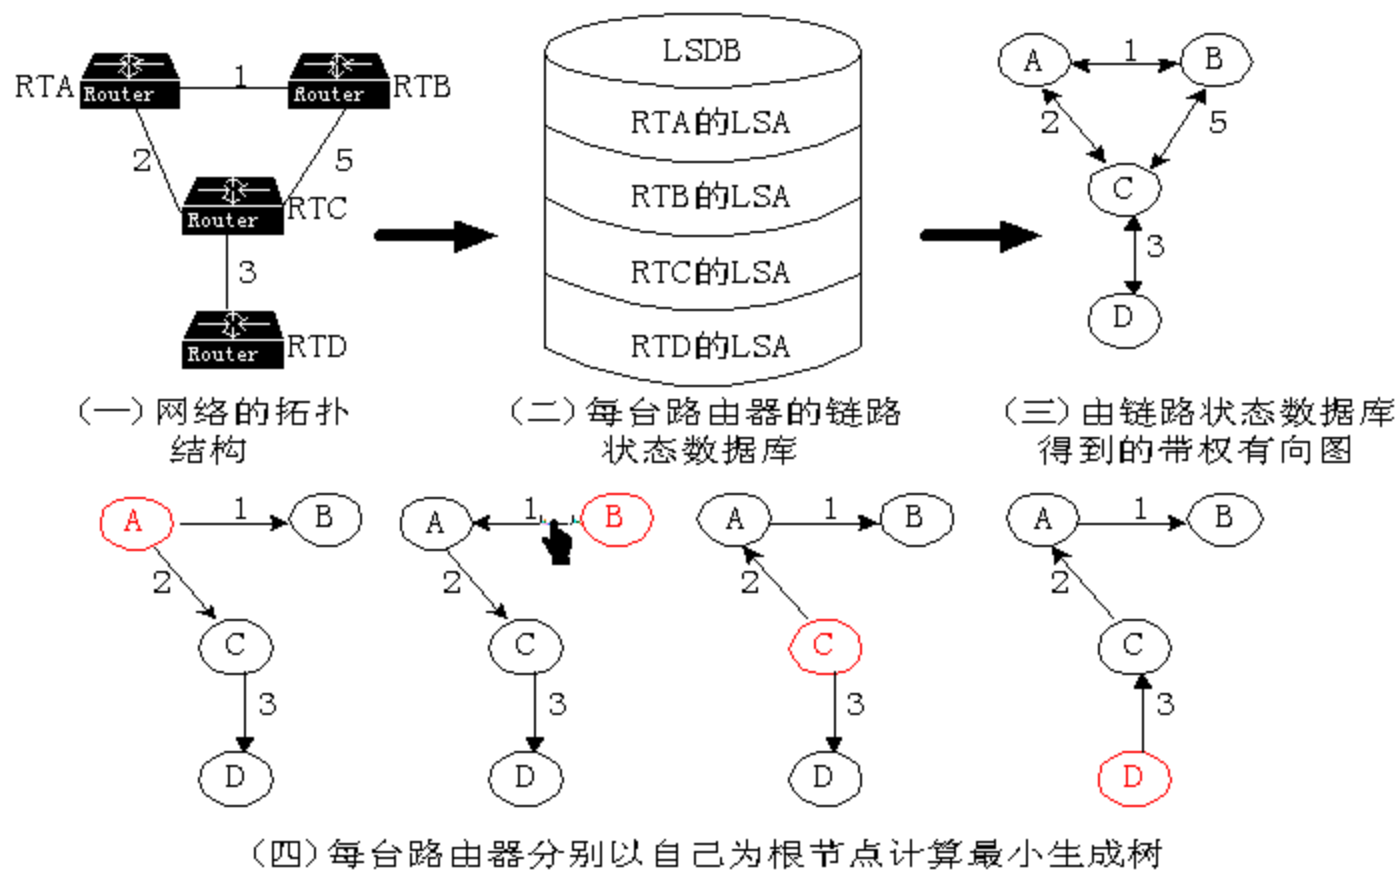 RTA
Router
1
Router
RTB
2
5
Router
RTC
3
Router
RTD
(一)网络的拓扑
结构
LSDB
RTA的LSA
RTB的LSA
RTC的LSA
RTD的LSA
(二)每台路由器的链路
状态数据库
A
1
B
2
5
C
3
D
(三)由链路状态数据库
得到的带权有向图
A
1
B
2
C
3
D
A
1
B
2
C
3
D
A
1
B
2
C
3
D
A
1
B
2
C
3
D
(四)每台路由器分别以自己为根节点计算最小生成树